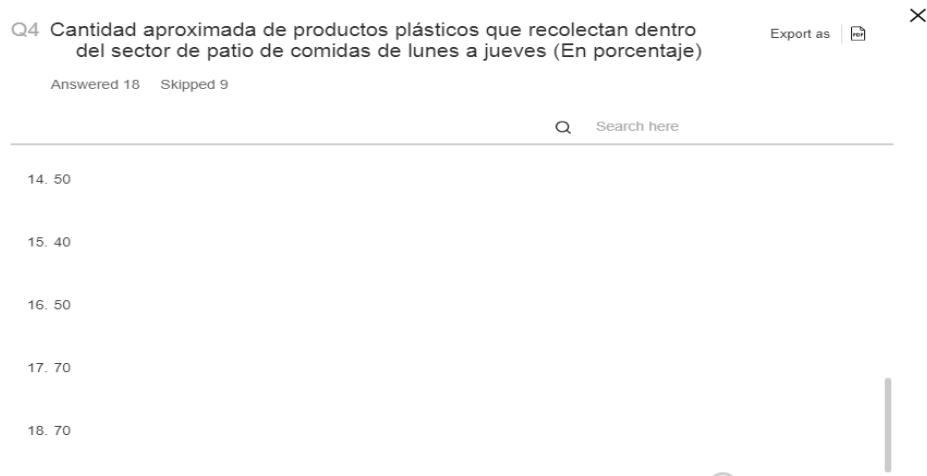 Q4 Cantidad aproximada de productos plásticos que recolectan dentro
del sector de patio de comidas de lunes a jueves (En porcentaje)
Export as PDF
Answered 18 Skipped 9
Search here
14. 50
15. 40
16. 50
17. 70
18. 70